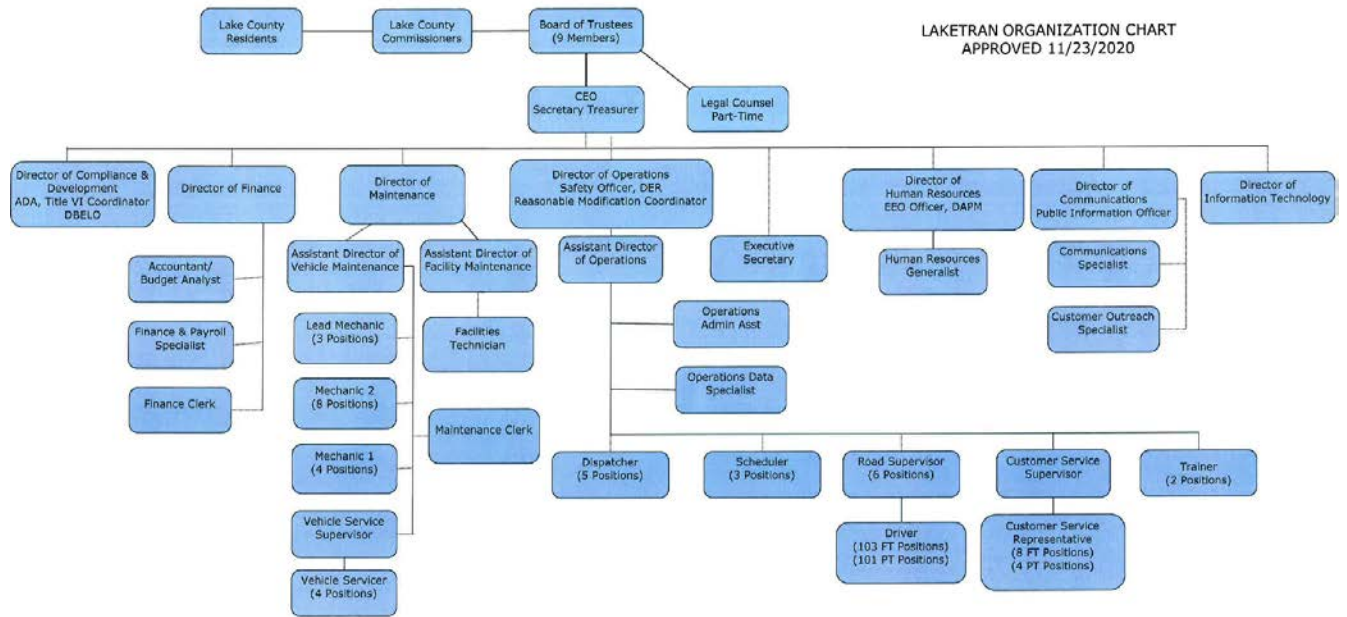 Lake County
Residents
Lake County
Commissioners
Board of Trustees
(9 Members)
LAKETRAN ORGANIZATION CHART
APPROVED 11/23/2020
CEO
Secretary Treasurer
Legal Counsel
Part-Time
Director of Compliance &
Development
ADA, Title VI Coordinator
DBELO
Director of Finance
Director of
Maintenance
Director of Operations
Safety Officer, DER
Reasonable Modification Coordinator
Director of
Human Resources
EEO Officer, DAPM
Director of
Communications
Public Information Officer
Director of
Information Technology
Accountant/
Budget Analyst
Assistant Director of
Vehicle Maintenance
Assistant Director of
Facility Maintenance
Assistant Director
of Operations
Executive
Secretary
Human Resources
Generalist
Communications
Specialist
Finance & Payroll
Specialist
Lead Mechanic
(3 Positions)
Facilities
Technician
Operations
Admin Asst
Customer Outreach
Specialist
Finance Clerk
Mechanic 2
(8 Positions)
Operations Data
Specialist
Maintenance Clerk
Mechanic 1
(4 Positions)
Dispatcher
(5 Positions)
Scheduler
(3 Positions)
Road Supervisor
(6 Positions)
Customer Service
Supervisor
Trainer
(2 Positions)
Vehicle Service
Supervisor
Driver
(103 FT Positions)
(101 PT Positions)
Customer Service
Representative
(8 FT Positions)
(4 PT Positions)
Vehicle Servicer
(4 Positions)